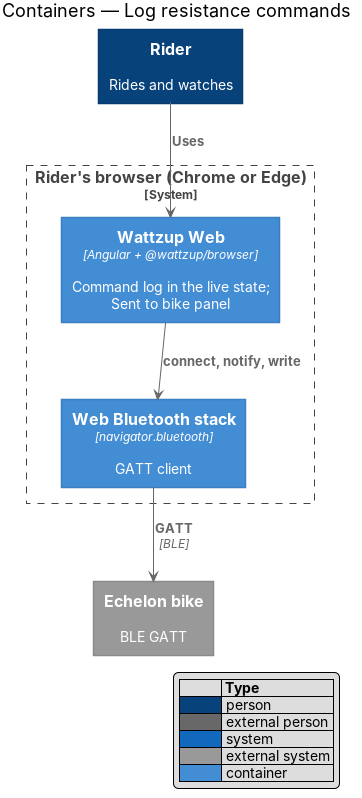 Containers — Log resistance commands
Rider
Rides and watches
Uses
Rider's browser (Chrome or Edge)
[System]
Wattzup Web
[Angular + @wattzup/browser]
Command log in the live state;
Sent to bike panel
connect, notify, write
Web Bluetooth stack
[navigator.bluetooth]
GATT client
GATT
[BLE]
Echelon bike
BLE GATT
Type
person
external person
system
external system
container